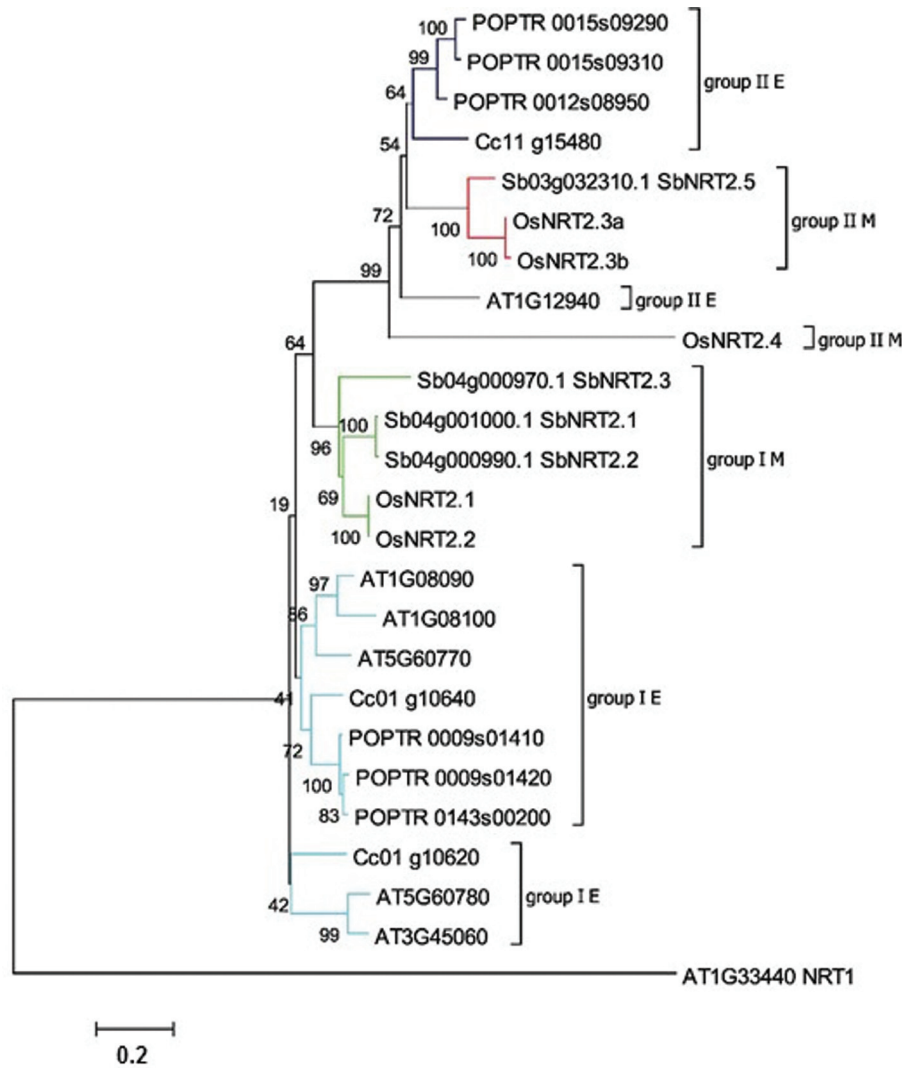 100
POPTR 0015s09290
99
POPTR 0015s09310
group II E
64
POPTR 0012s08950
54
Cc11 g15480
Sb03g032310.1 SbNRT2.5
72
OsNRT2.3a
group II M
100
100
OsNRT2.3b
99
AT1G12940
group II E
64
OsNRT2.4
group II M
Sb04g000970.1 SbNRT2.3
100
Sb04g001000.1 SbNRT2.1
96
Sb04g000990.1 SbNRT2.2
group I M
19
69
OsNRT2.1
100
OsNRT2.2
97
AT1G08090
AT1G08100
AT5G60770
41
Cc01 g10640
group I E
POPTR 0009s01410
72
100
POPTR 0009s01420
83
POPTR 0143s00200
Cc01 g10620
42
AT5G60780
group I E
99
AT3G45060
AT1G33440 NRT1
0.2